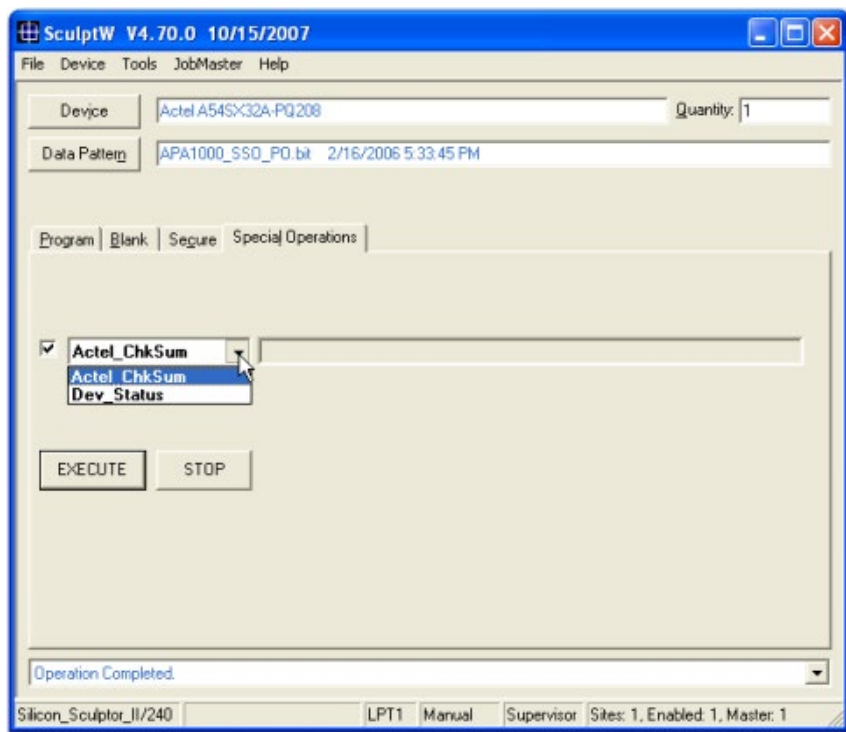 SculptW V4.70.0 10/15/2007
File Device Tools JobMaster Help
Device Actel A54SX32A-PQ208 Quantity: 1
Data Pattern APA1000_SSO_PO.bit 2/16/2006 5:33:45 PM
Program Blank Secure Special Operations
Actel_ChkSum
Actel_ChkSum
Dev_Status
EXECUTE STOP
Operation Completed.
Silicon_Sculptor_II/240 LPT1 Manual Supervisor Sites: 1, Enabled: 1, Master: 1